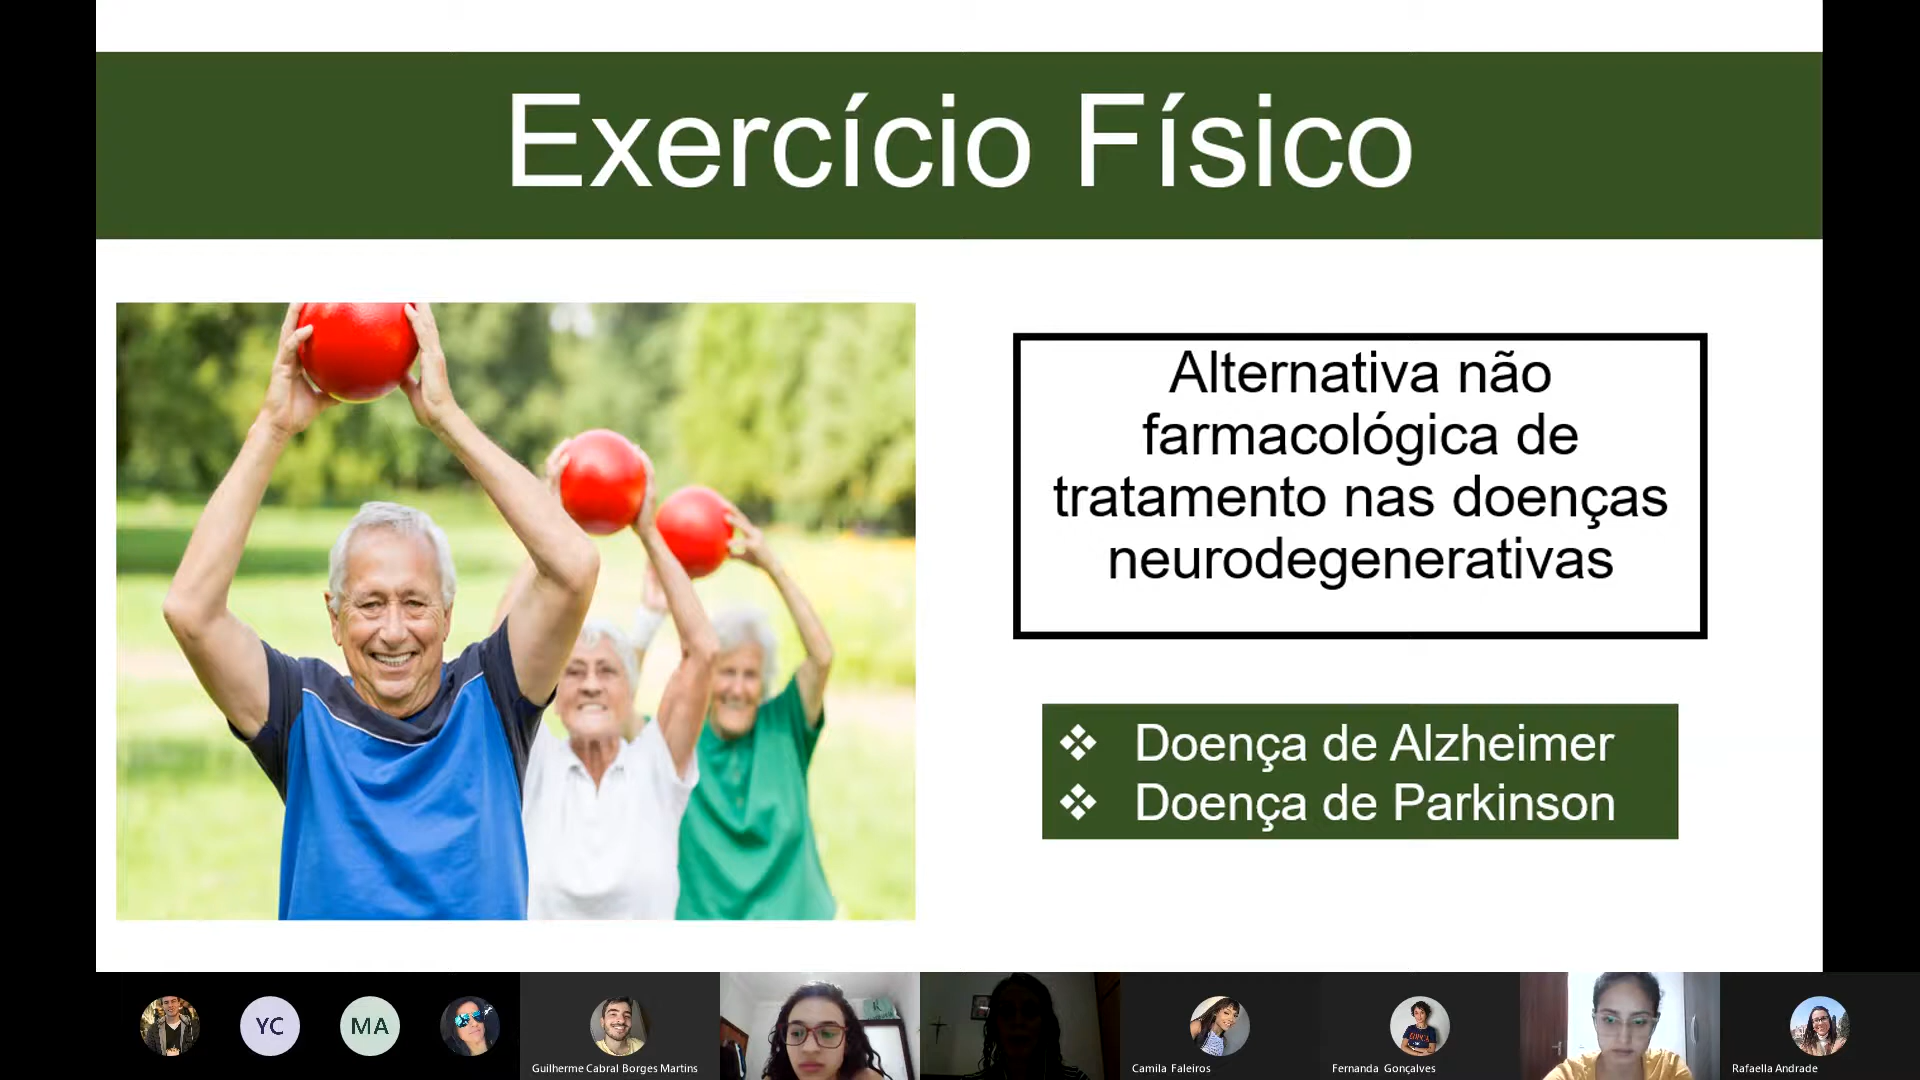 Exercício Físico
Alternativa não
farmacológica de
tratamento nas doenças
neurodegenerativas
❖ Doença de Alzheimer
❖ Doença de Parkinson
YC
MA
Guilherme Cabral Borges Martins
Camila Faleiros
Fernanda Gonçalves
Rafaella Andrade